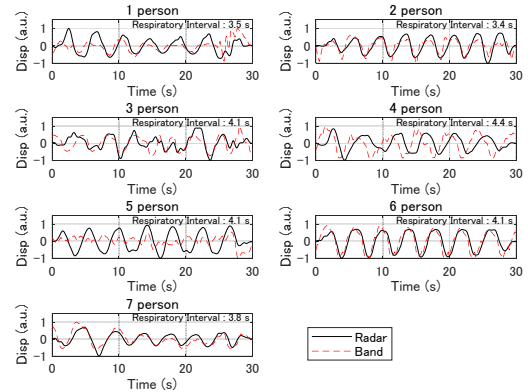 1 person
Respiratory Interval : 3.5 s
Disp (a.u.)
1
0
-1
0 10 20 30
Time (s)
2 person
Respiratory Interval : 3.4 s
Disp (a.u.)
1
0
-1
0 10 20 30
Time (s)
3 person
Respiratory Interval : 4.1 s
Disp (a.u.)
1
0
-1
0 10 20 30
Time (s)
4 person
Respiratory Interval : 4.4 s
Disp (a.u.)
1
0
-1
0 10 20 30
Time (s)
5 person
Respiratory Interval : 4.1 s
Disp (a.u.)
1
0
-1
0 10 20 30
Time (s)
6 person
Respiratory Interval : 4.1 s
Disp (a.u.)
1
0
-1
0 10 20 30
Time (s)
7 person
Respiratory Interval : 3.8 s
Disp (a.u.)
1
0
-1
0 10 20 30
Time (s)
Radar
Band